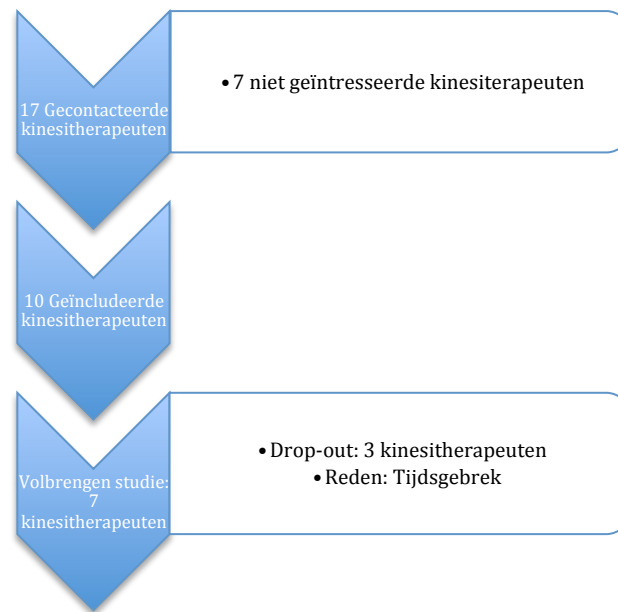 17 Gecontacteerde
kinesitherapeuten
• 7 niet geïntresseerde kinesiterapeuten
10 Geïncludeerde
kinesitherapeuten
Volbrengen studie:
7
kinesitherapeuten
• Drop-out: 3 kinesitherapeuten
• Reden: Tijdsgebrek